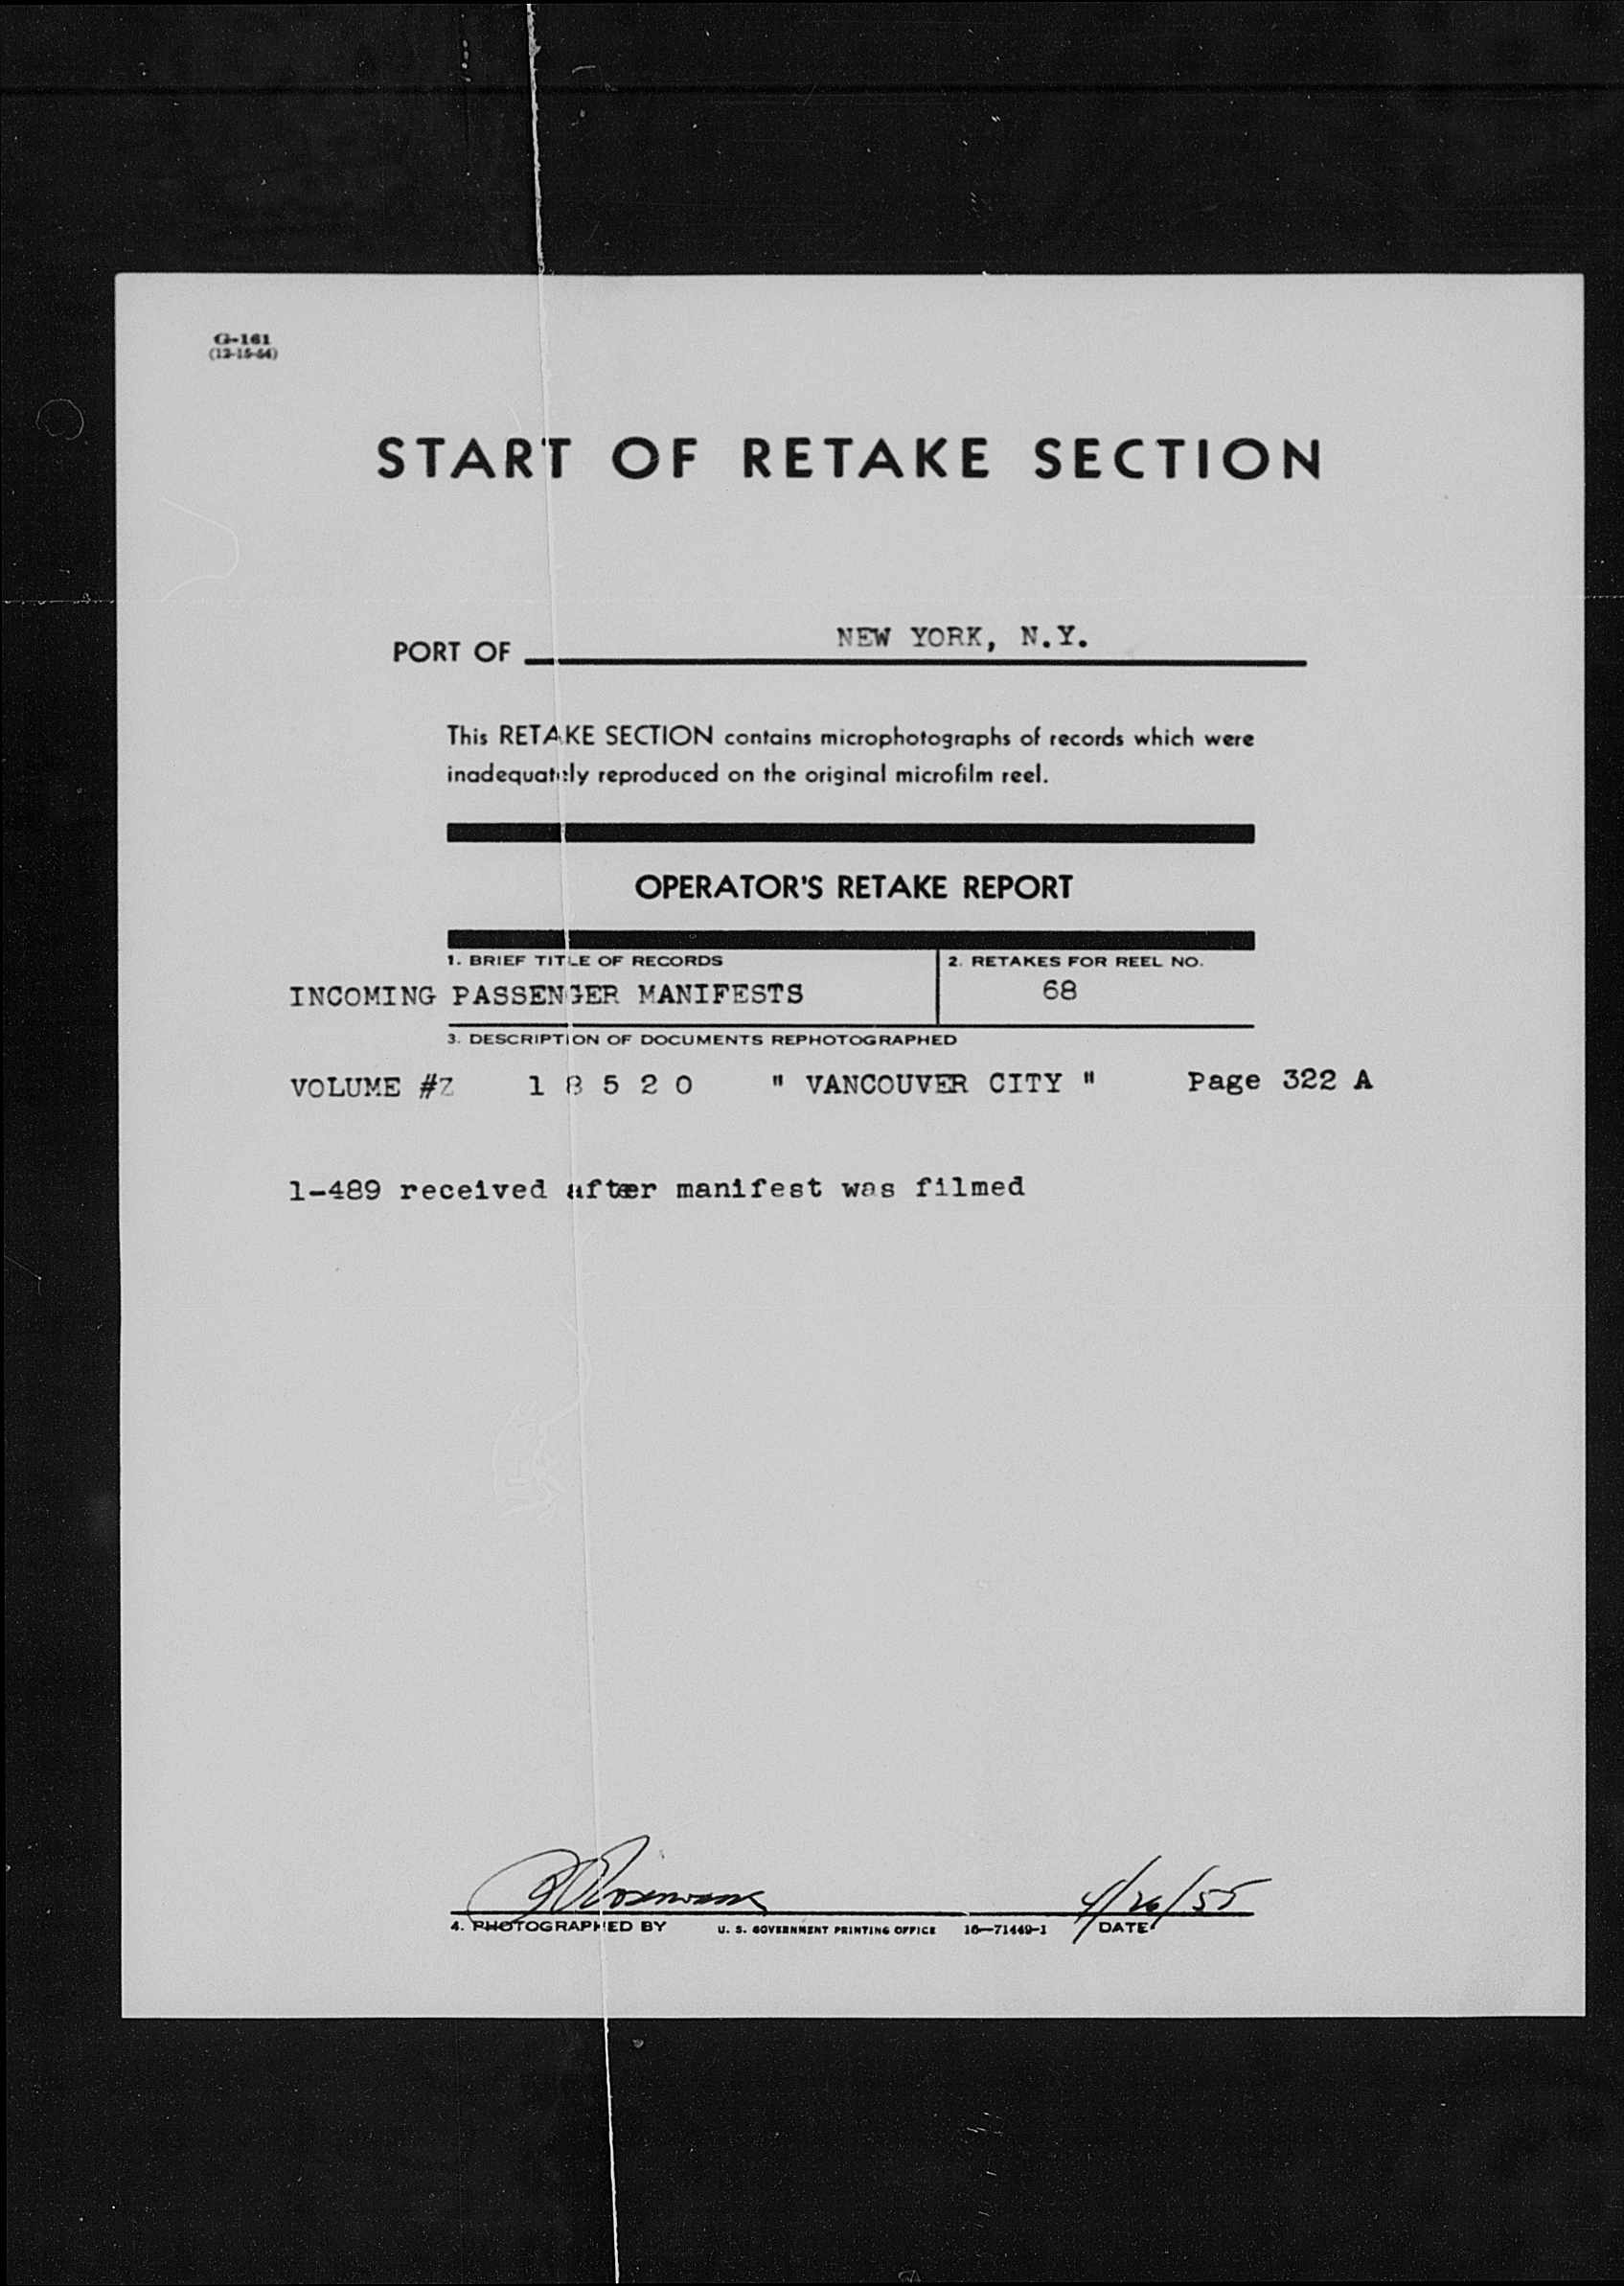 G-161
(12-15-54)
START OF RETAKE SECTION
PORT OF NEW YORK, N.Y.
This RETAKE SECTION contains microphotographs of records which were
inadequately reproduced on the original microfilm reel.
OPERATOR'S RETAKE REPORT
1. BRIEF TITLE OF RECORDS 2. RETAKES FOR REEL NO.
INCOMING PASSENGER MANIFESTS 68
3. DESCRIPTION OF DOCUMENTS REPHOTOGRAPHED
VOLUME #Z 1 8 5 2 0 " VANCOUVER CITY " Page 322 A
1-489 received after manifest was filmed
4/26/55
4. PHOTOGRAPHED BY U. S. GOVERNMENT PRINTING OFFICE 16—71449-1 DATE